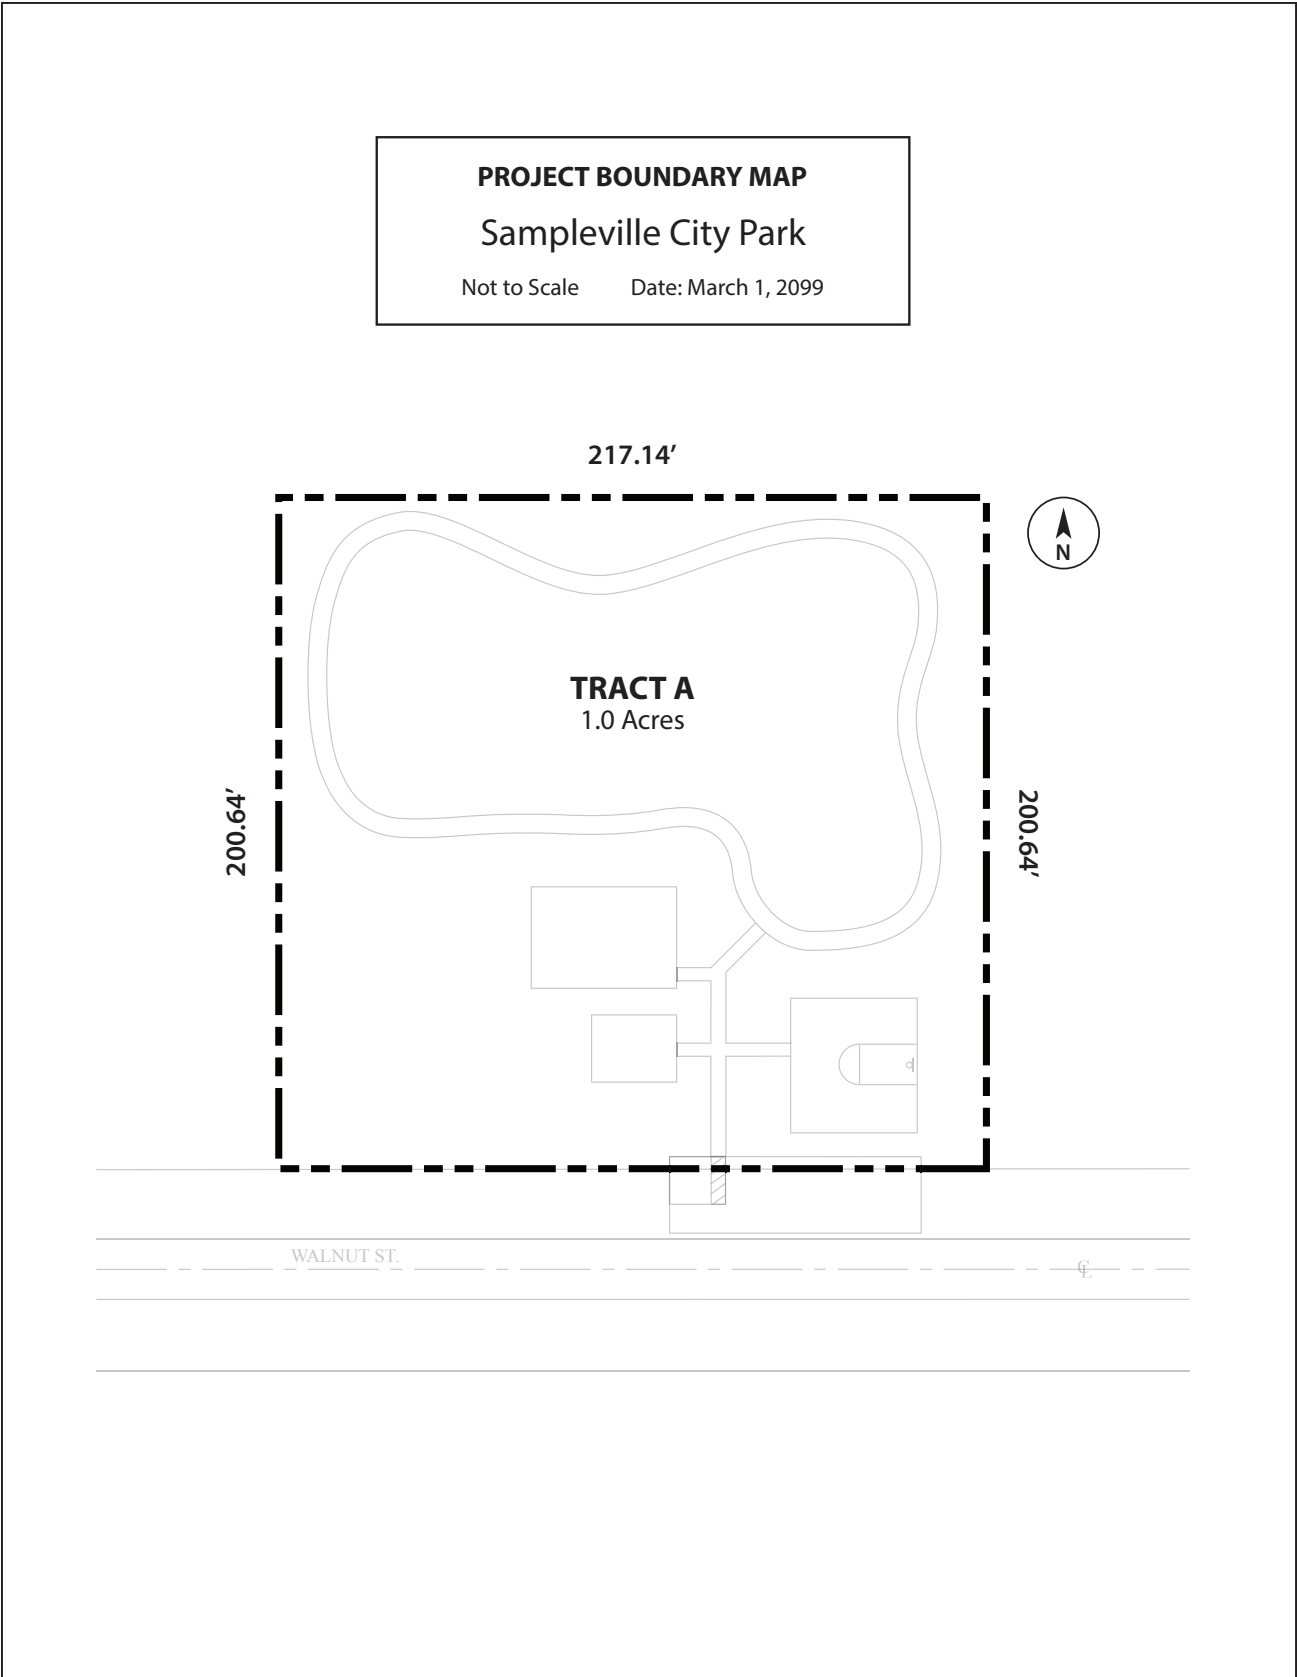 PROJECT BOUNDARY MAP
Sampleville City Park
Not to Scale Date: March 1, 2099
217.14’
N
TRACT A
1.0 Acres
200.64’
200.64’
WALNUT ST.
℄